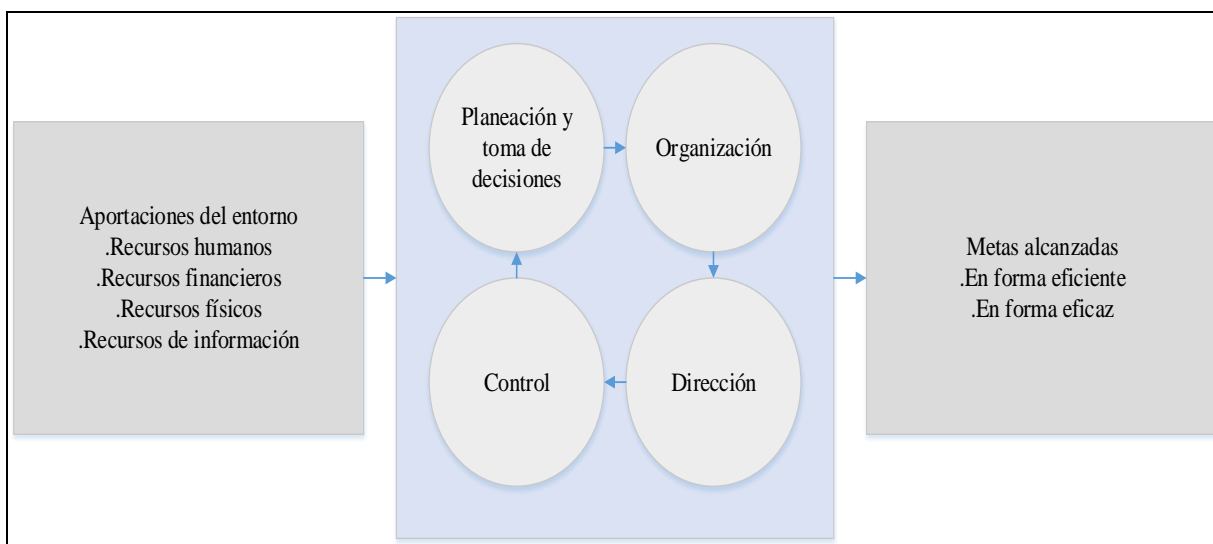 Aportaciones del entorno
.Recursos humanos
.Recursos financieros
.Recursos físicos
.Recursos de información
Planeación y
toma de
decisiones
Organización
Control
Dirección
Metas alcanzadas
.En forma eficiente
.En forma eficaz